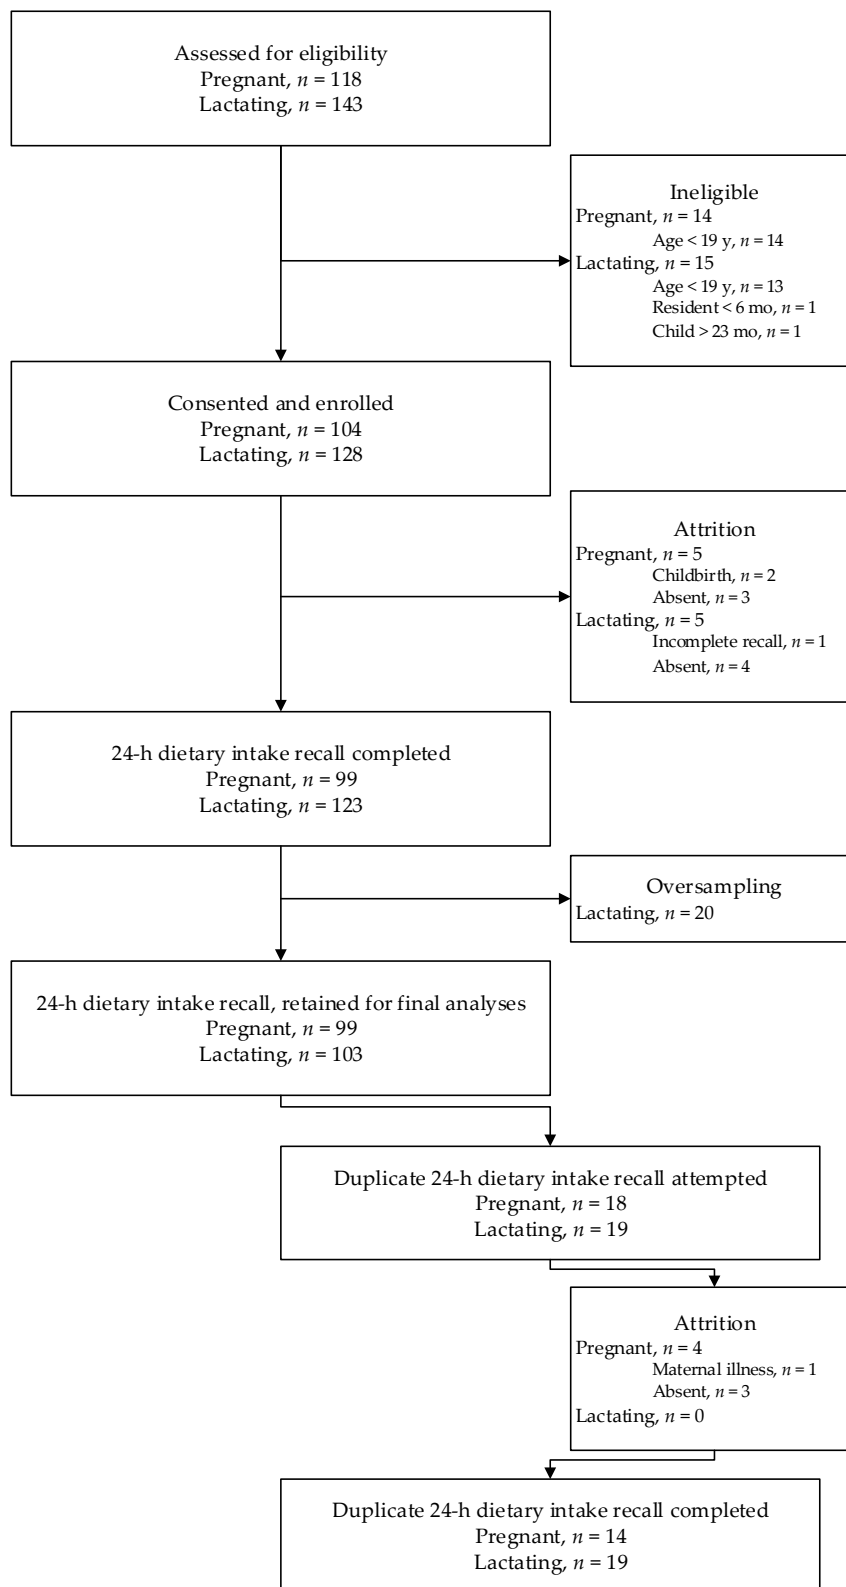 Assessed for eligibility
Pregnant, n = 118
Lactating, n = 143
Ineligible
Pregnant, n = 14
Age < 19 y, n = 14
Lactating, n = 15
Age < 19 y, n = 13
Resident < 6 mo, n = 1
Child > 23 mo, n = 1
Consented and enrolled
Pregnant, n = 104
Lactating, n = 128
Attrition
Pregnant, n = 5
Childbirth, n = 2
Absent, n = 3
Lactating, n = 5
Incomplete recall, n = 1
Absent, n = 4
24-h dietary intake recall completed
Pregnant, n = 99
Lactating, n = 123
Oversampling
Lactating, n = 20
24-h dietary intake recall, retained for final analyses
Pregnant, n = 99
Lactating, n = 103
Duplicate 24-h dietary intake recall attempted
Pregnant, n = 18
Lactating, n = 19
Attrition
Pregnant, n = 4
Maternal illness, n = 1
Absent, n = 3
Lactating, n = 0
Duplicate 24-h dietary intake recall completed
Pregnant, n = 14
Lactating, n = 19